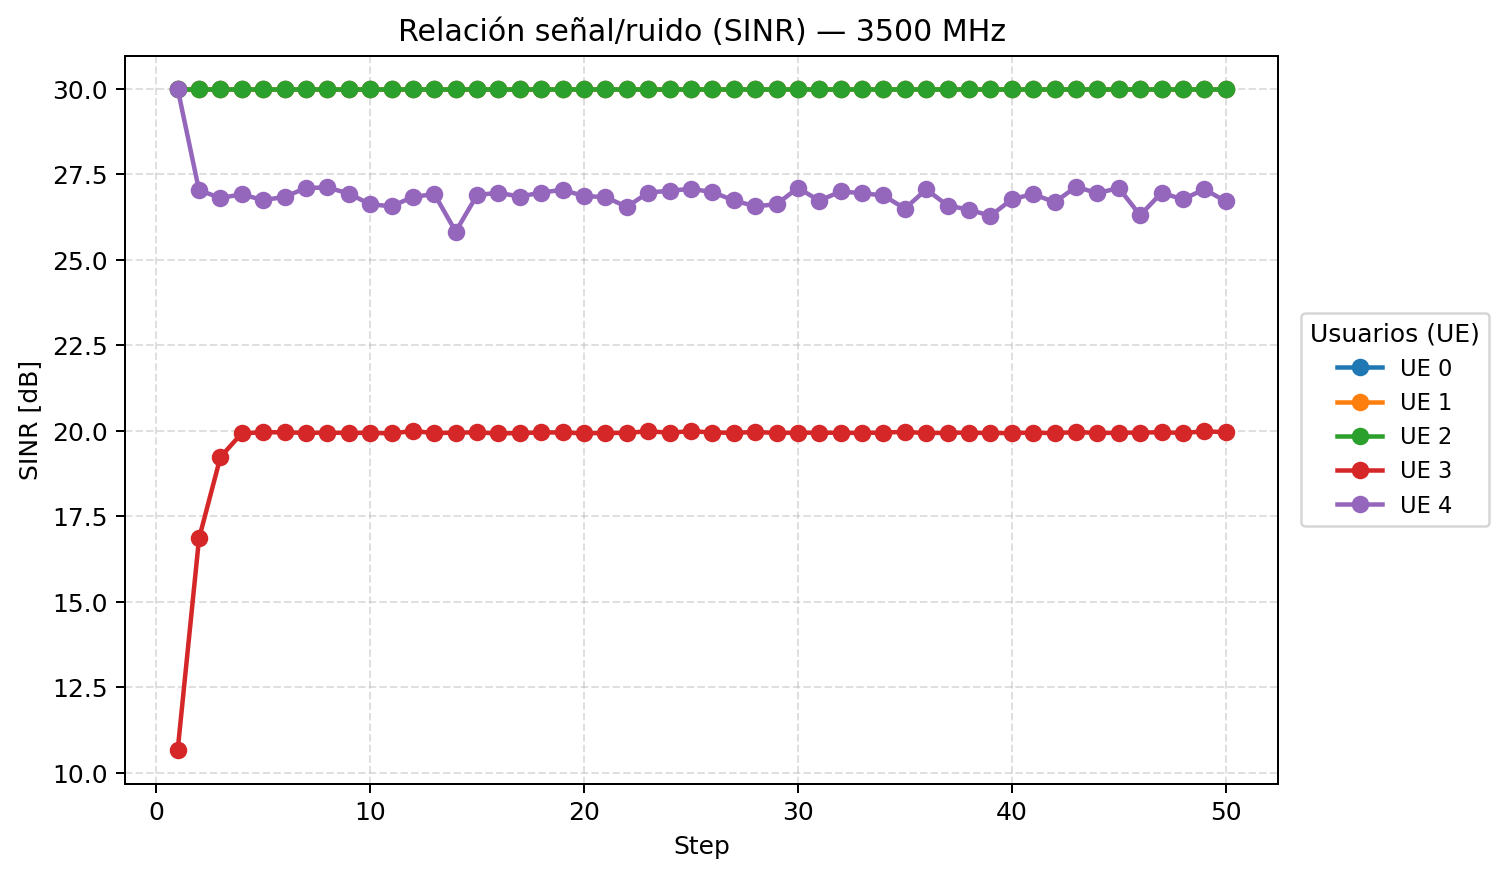 Relación señal/ruido (SINR) — 3500 MHz
30.0
27.5
25.0
22.5
20.0
17.5
15.0
12.5
10.0
SINR [dB]
0
10
20
30
40
50
Step
Usuarios (UE)
UE 0
UE 1
UE 2
UE 3
UE 4